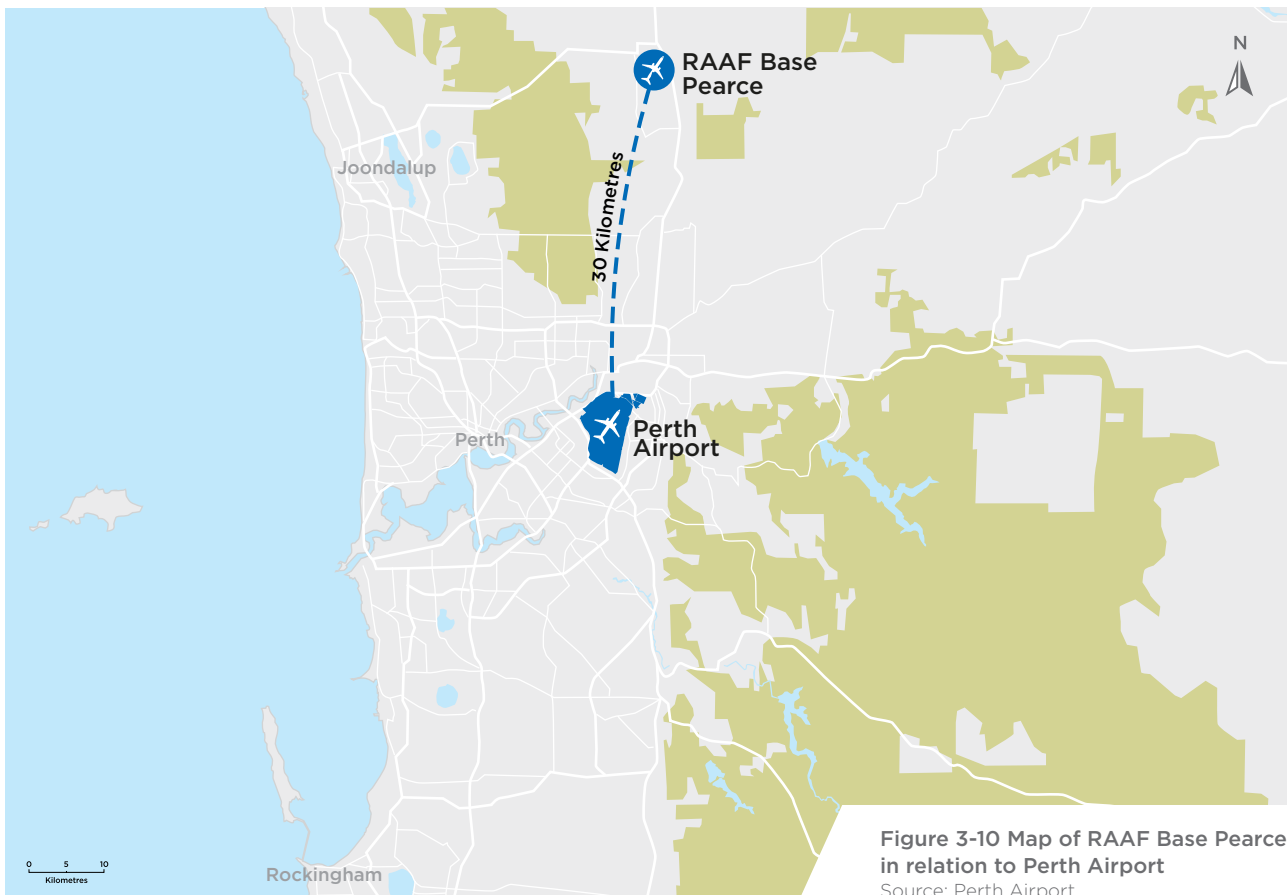 N
RAAF Base
Pearce
Joondalup
30 Kilometres
Perth
Perth
Airport
0 5 10
Kilometres
Rockingham
Figure 3-10 Map of RAAF Base Pearce
in relation to Perth Airport
Source: Perth Airport